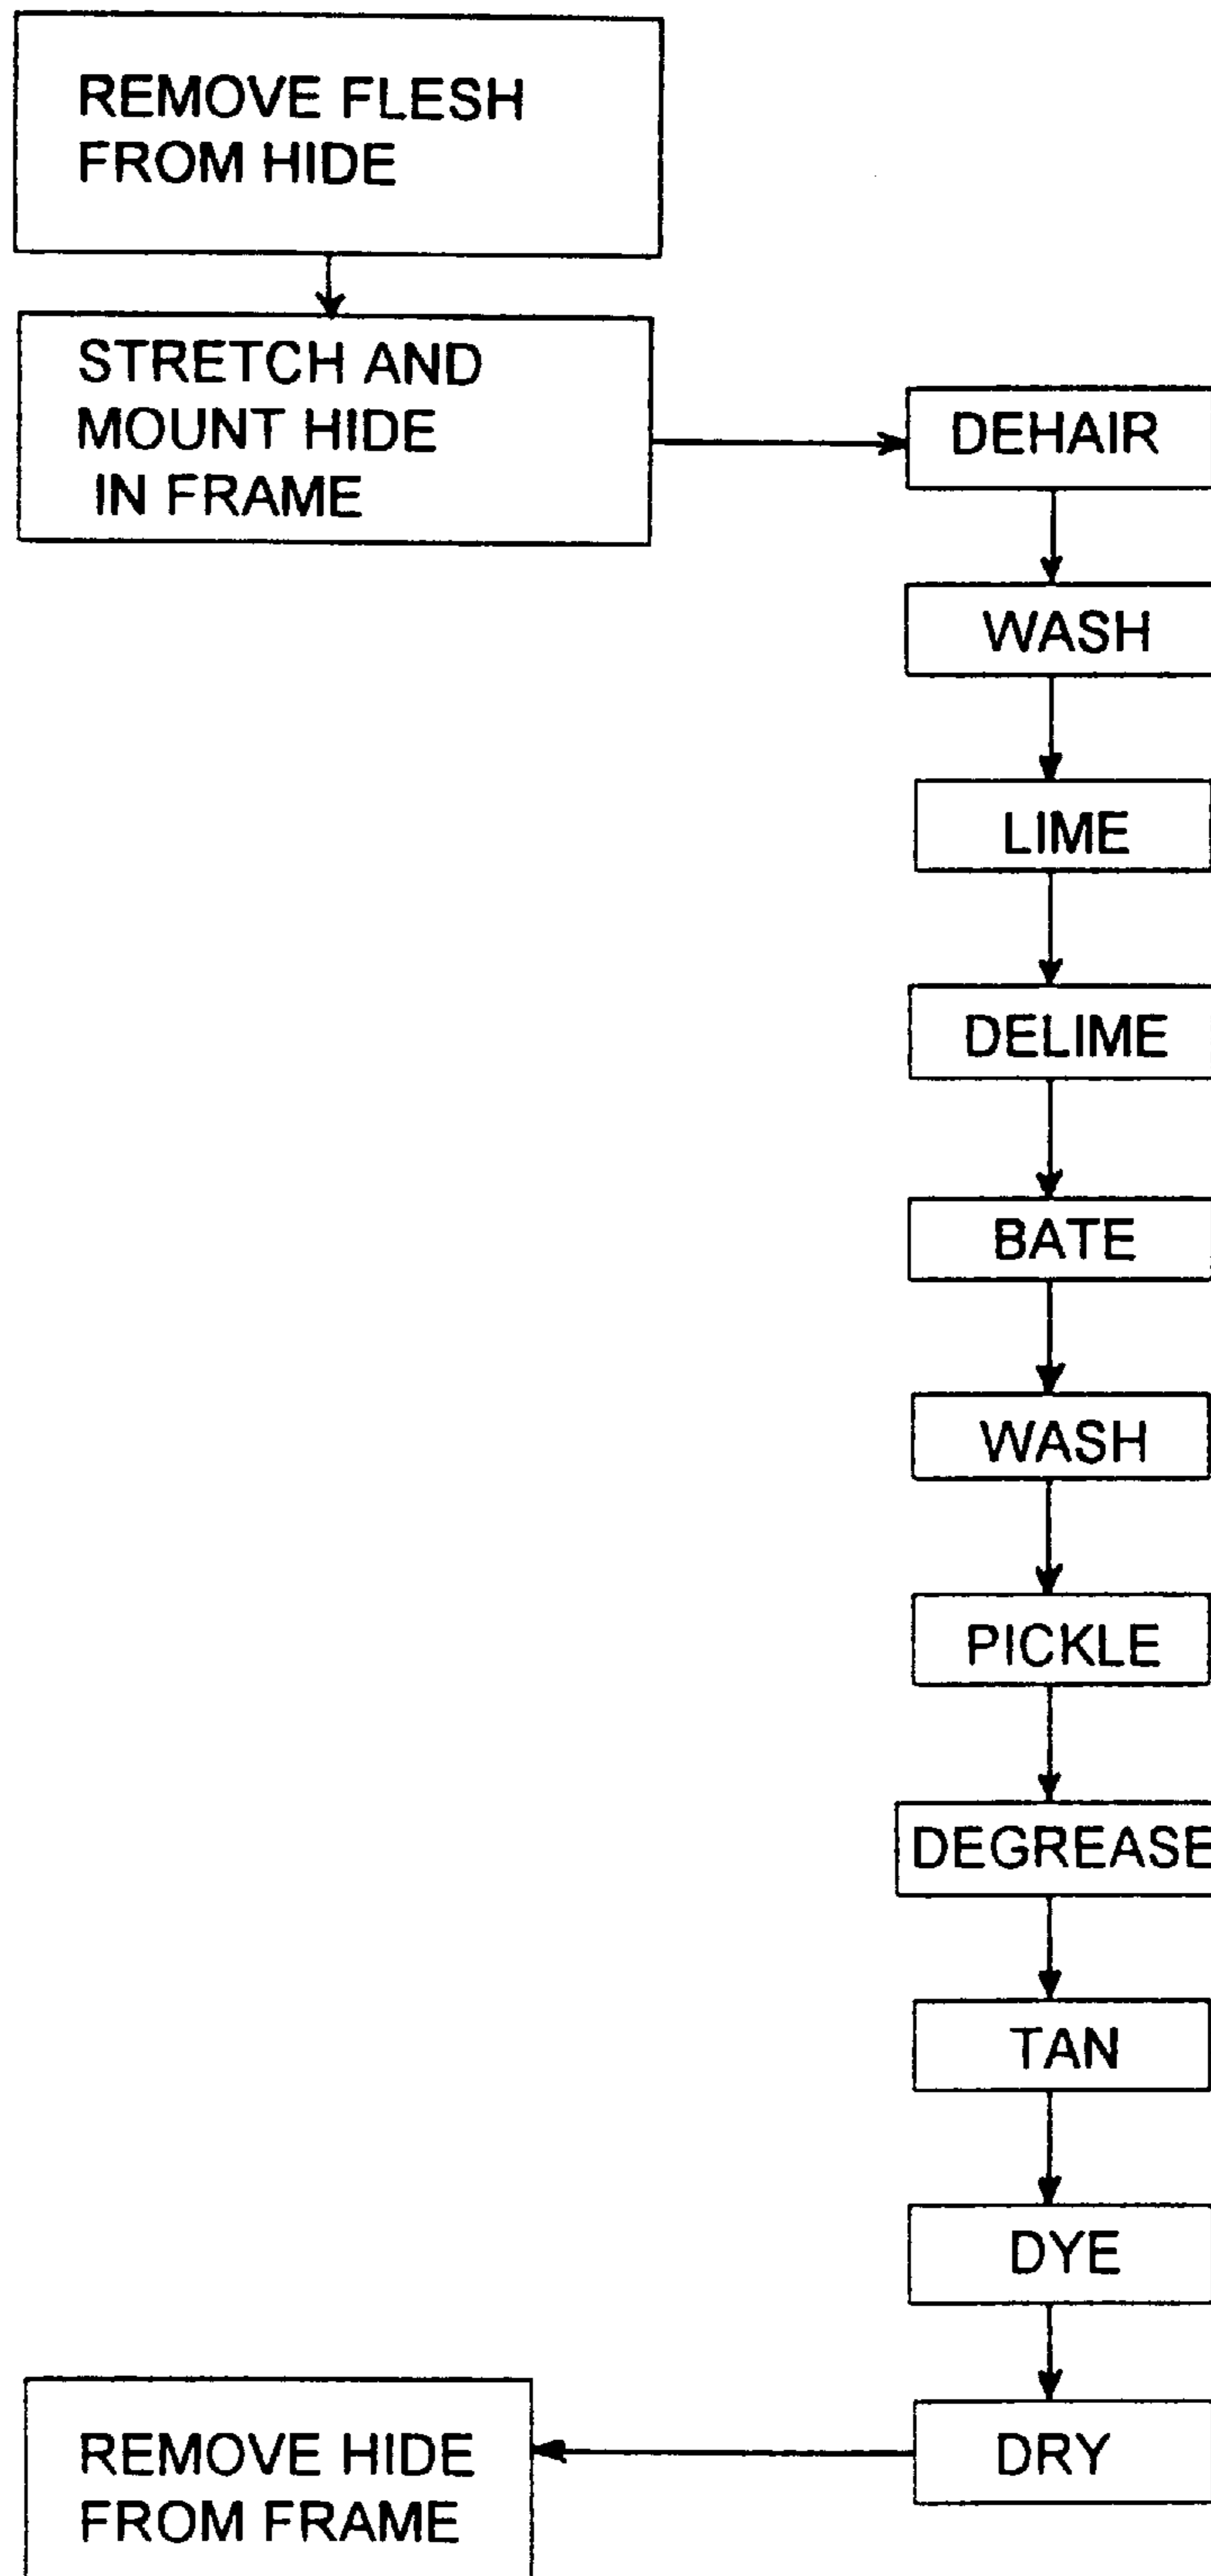 REMOVE FLESH
FROM HIDE
STRETCH AND
MOUNT HIDE
IN FRAME
DEHAIR
WASH
LIME
DELIME
BATE
WASH
PICKLE
DEGREASE
TAN
DYE
DRY
REMOVE HIDE
FROM FRAME